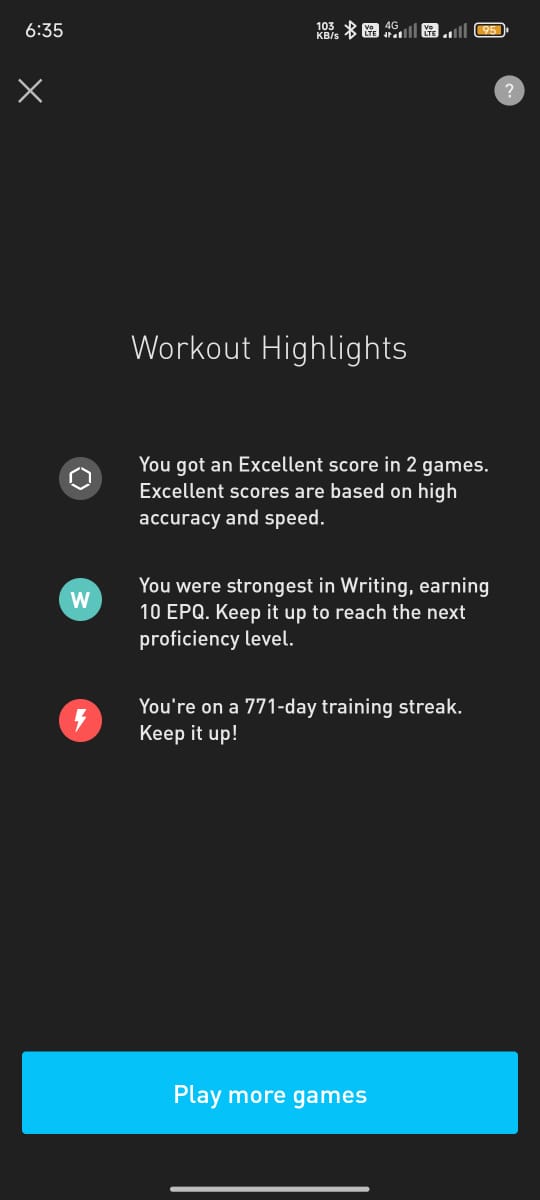 6:35
103
KB/s
Vo
LTE
4G
Vo
LTE
95
?
Workout Highlights
You got an Excellent score in 2 games.
Excellent scores are based on high
accuracy and speed.
W
You were strongest in Writing, earning
10 EPQ. Keep it up to reach the next
proficiency level.
You're on a 771-day training streak.
Keep it up!
Play more games